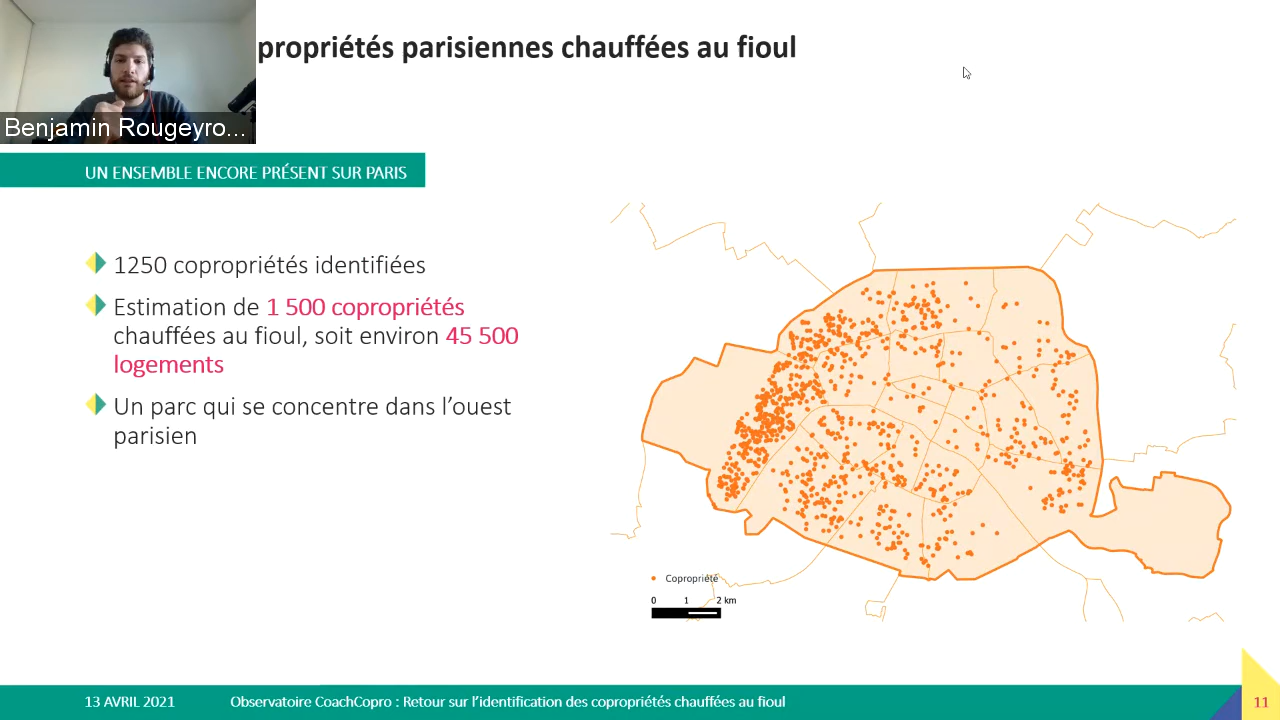 propriétés parisiennes chauffées au fioul
Benjamin Rougeyro...
UN ENSEMBLE ENCORE PRÉSENT SUR PARIS
1250 copropriétés identifiées
Estimation de 1 500 copropriétés
chauffées au fioul, soit environ 45 500
logements
Un parc qui se concentre dans l’ouest
parisien
Copropriété
0 1 2 km
13 AVRIL 2021
Observatoire CoachCopro : Retour sur l’identification des copropriétés chauffées au fioul
11